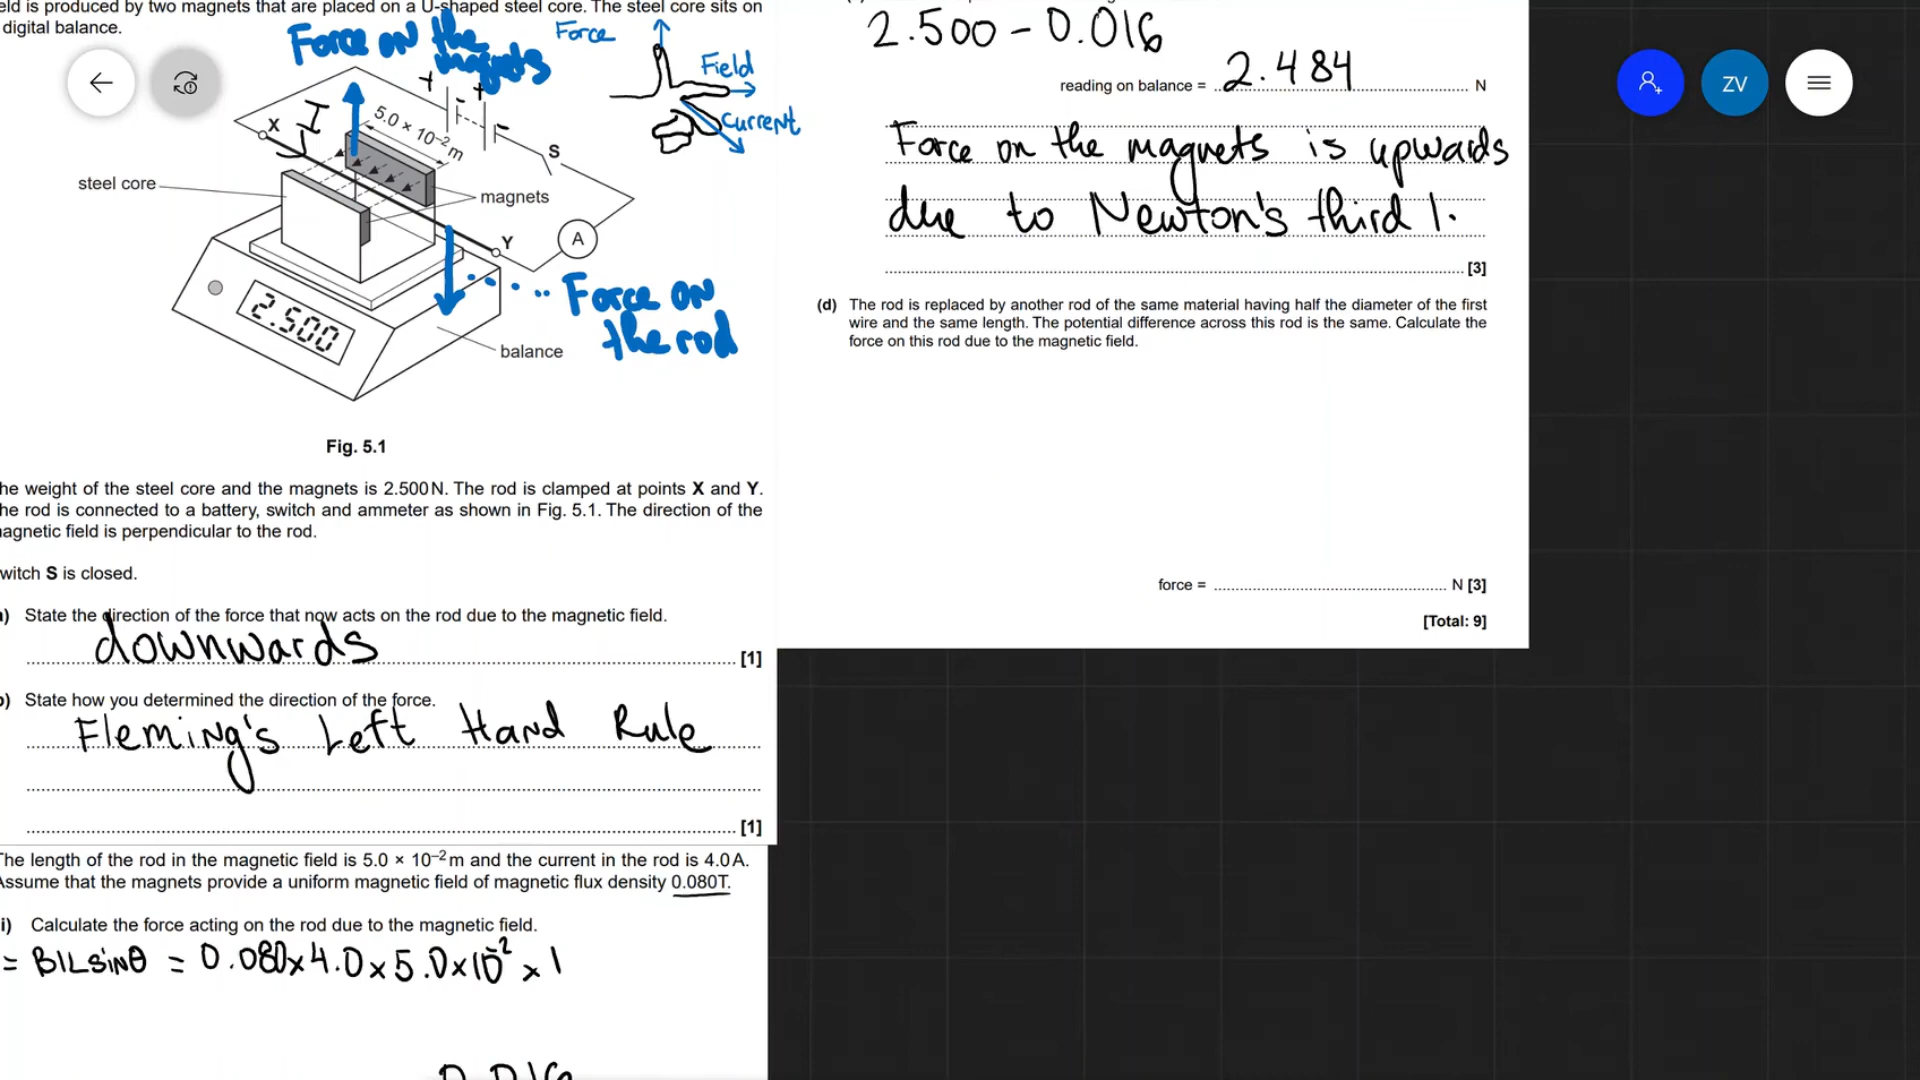 eld is produced by two magnets that are placed on a U-shaped steel core. The steel core sits on
digital balance.
Force ON the
magnets
Force
Field
Current
+
+
I
X
5.0 × 10⁻² m
S
steel core
magnets
Y
A
2.500
Force ON
the rod
balance
Fig. 5.1
he weight of the steel core and the magnets is 2.500 N. The rod is clamped at points X and Y.
he rod is connected to a battery, switch and ammeter as shown in Fig. 5.1. The direction of the
agnetic field is perpendicular to the rod.
witch S is closed.
) State the direction of the force that now acts on the rod due to the magnetic field.
downwards
[1]
) State how you determined the direction of the force.
Fleming's Left Hand Rule
[1]
The length of the rod in the magnetic field is 5.0 × 10⁻² m and the current in the rod is 4.0 A.
Assume that the magnets provide a uniform magnetic field of magnetic flux density 0.080T.
i) Calculate the force acting on the rod due to the magnetic field.
= BILsinθ = 0.080×4.0×5.0×10⁻² × 1
0.016
2.500 - 0.016
reading on balance = 2.484 N
Force on the magnets is upwards
due to Newton's third l.
[3]
(d) The rod is replaced by another rod of the same material having half the diameter of the first
wire and the same length. The potential difference across this rod is the same. Calculate the
force on this rod due to the magnetic field.
force = N [3]
[Total: 9]
ZV